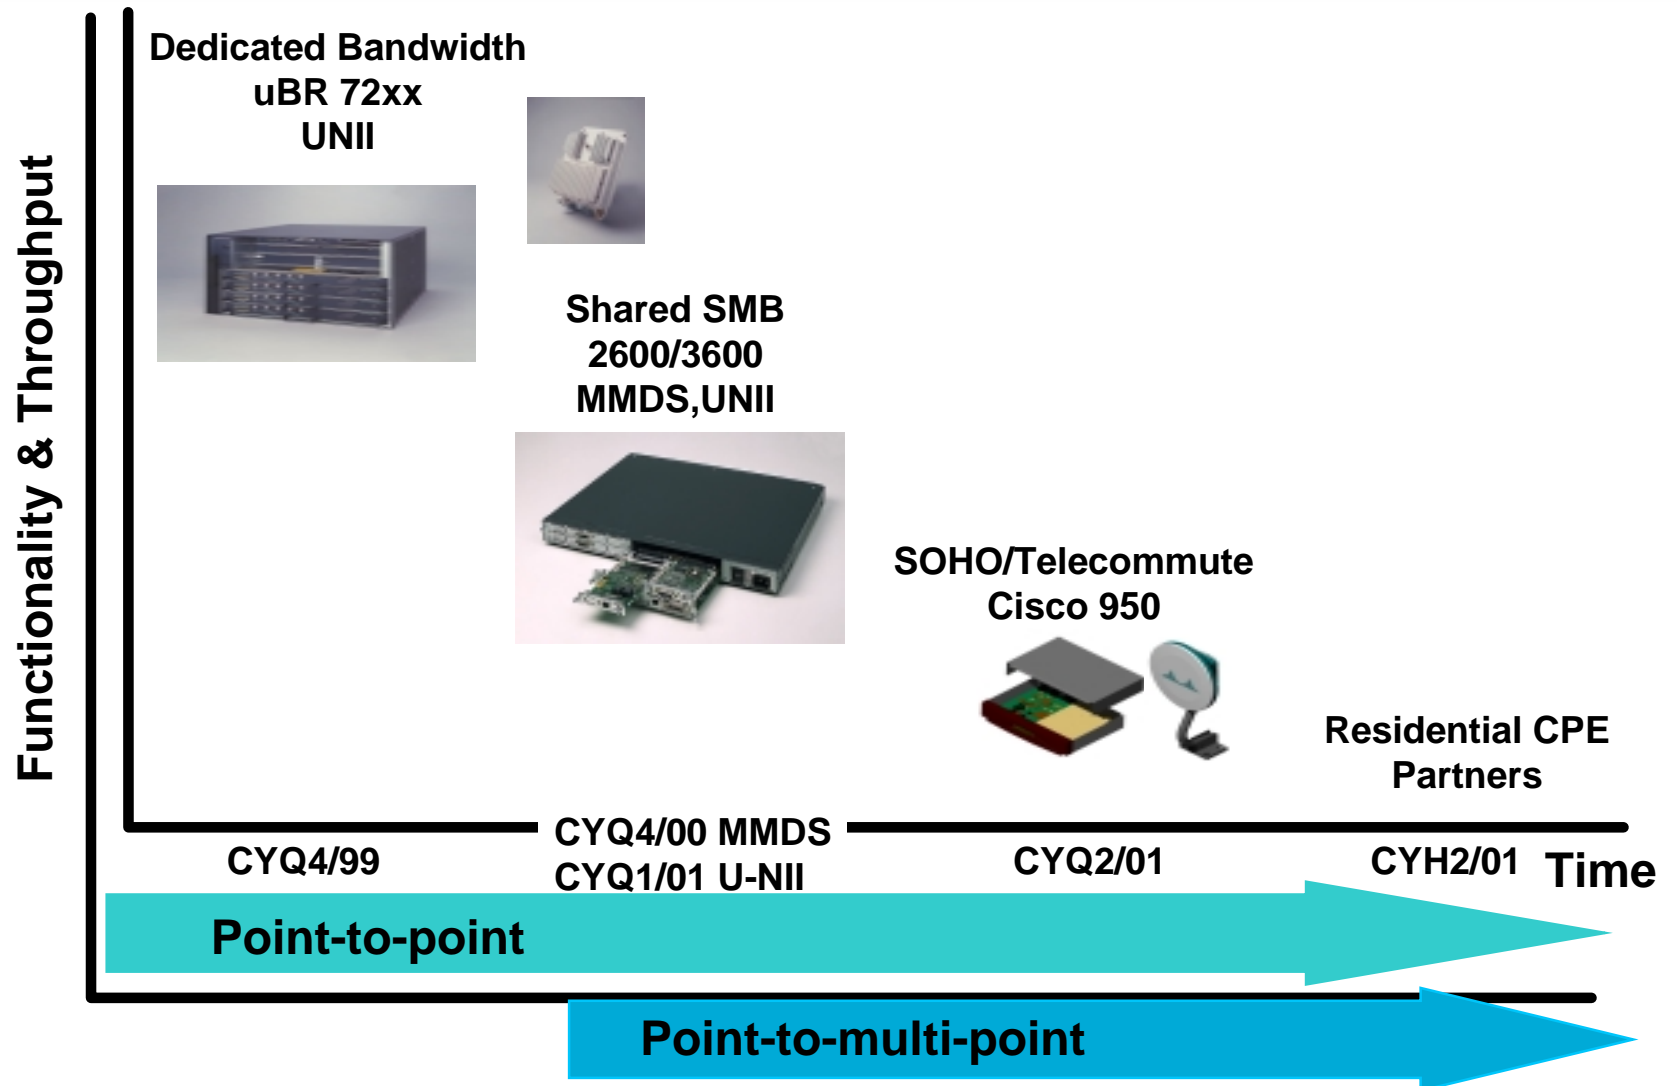 Dedicated Bandwidth
uBR 72xx
UNII
Functionality & Throughput
Shared SMB
2600/3600
MMDS,UNII
SOHO/Telecommute
Cisco 950
Residential CPE
Partners
CYQ4/99
CYQ4/00 MMDS
CYQ1/01 U-NII
CYQ2/01
CYH2/01
Time
Point-to-point
Point-to-multi-point